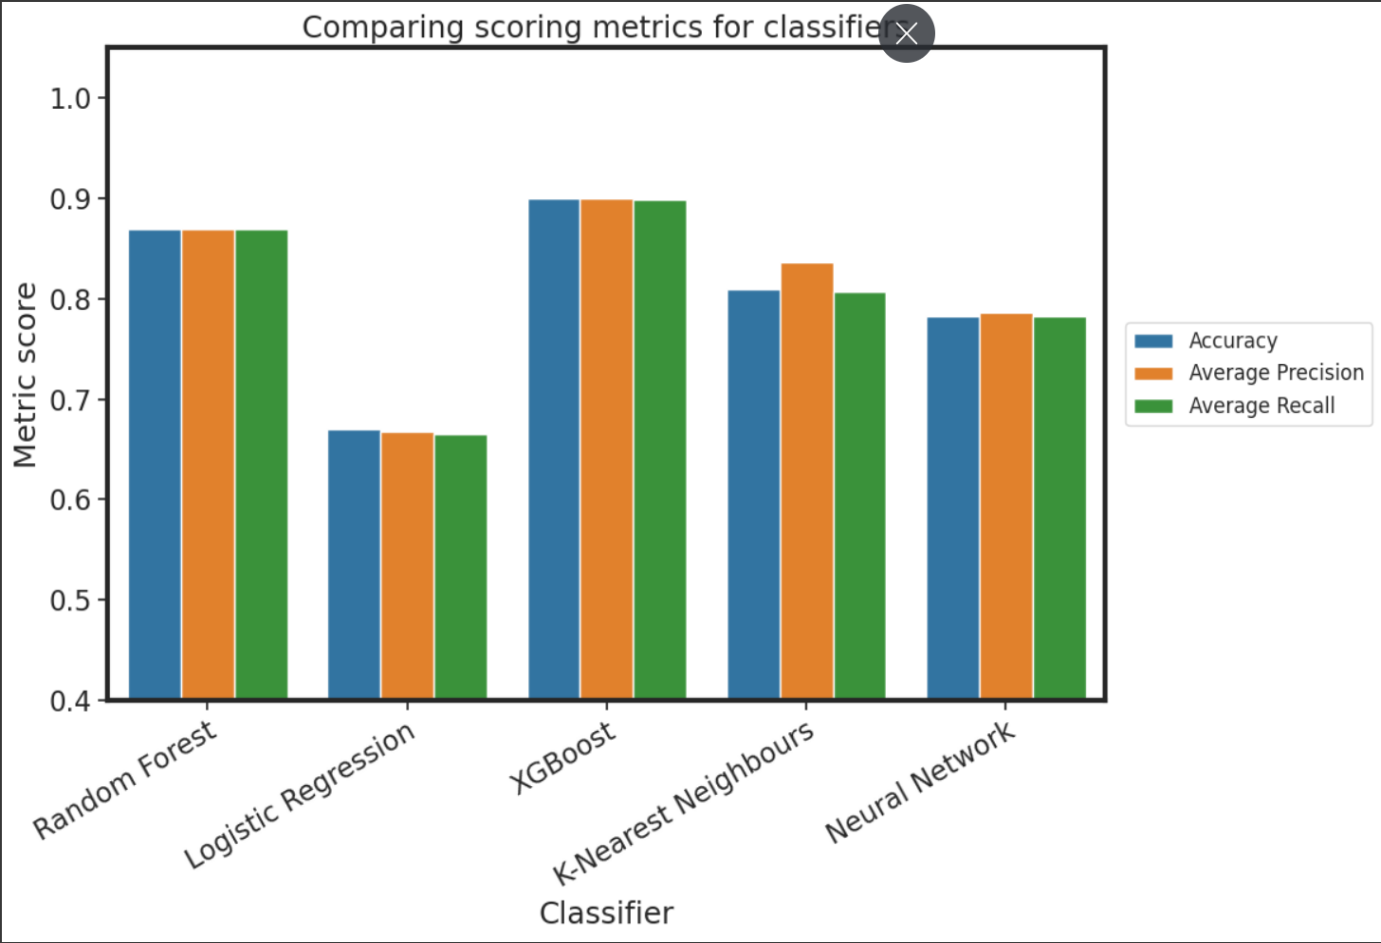 Comparing scoring metrics for classifiers
1.0
0.9
0.8
0.7
0.6
0.5
0.4
Metric score
Accuracy
Average Precision
Average Recall
Random Forest
Logistic Regression
XGBoost
K-Nearest Neighbours
Neural Network
Classifier